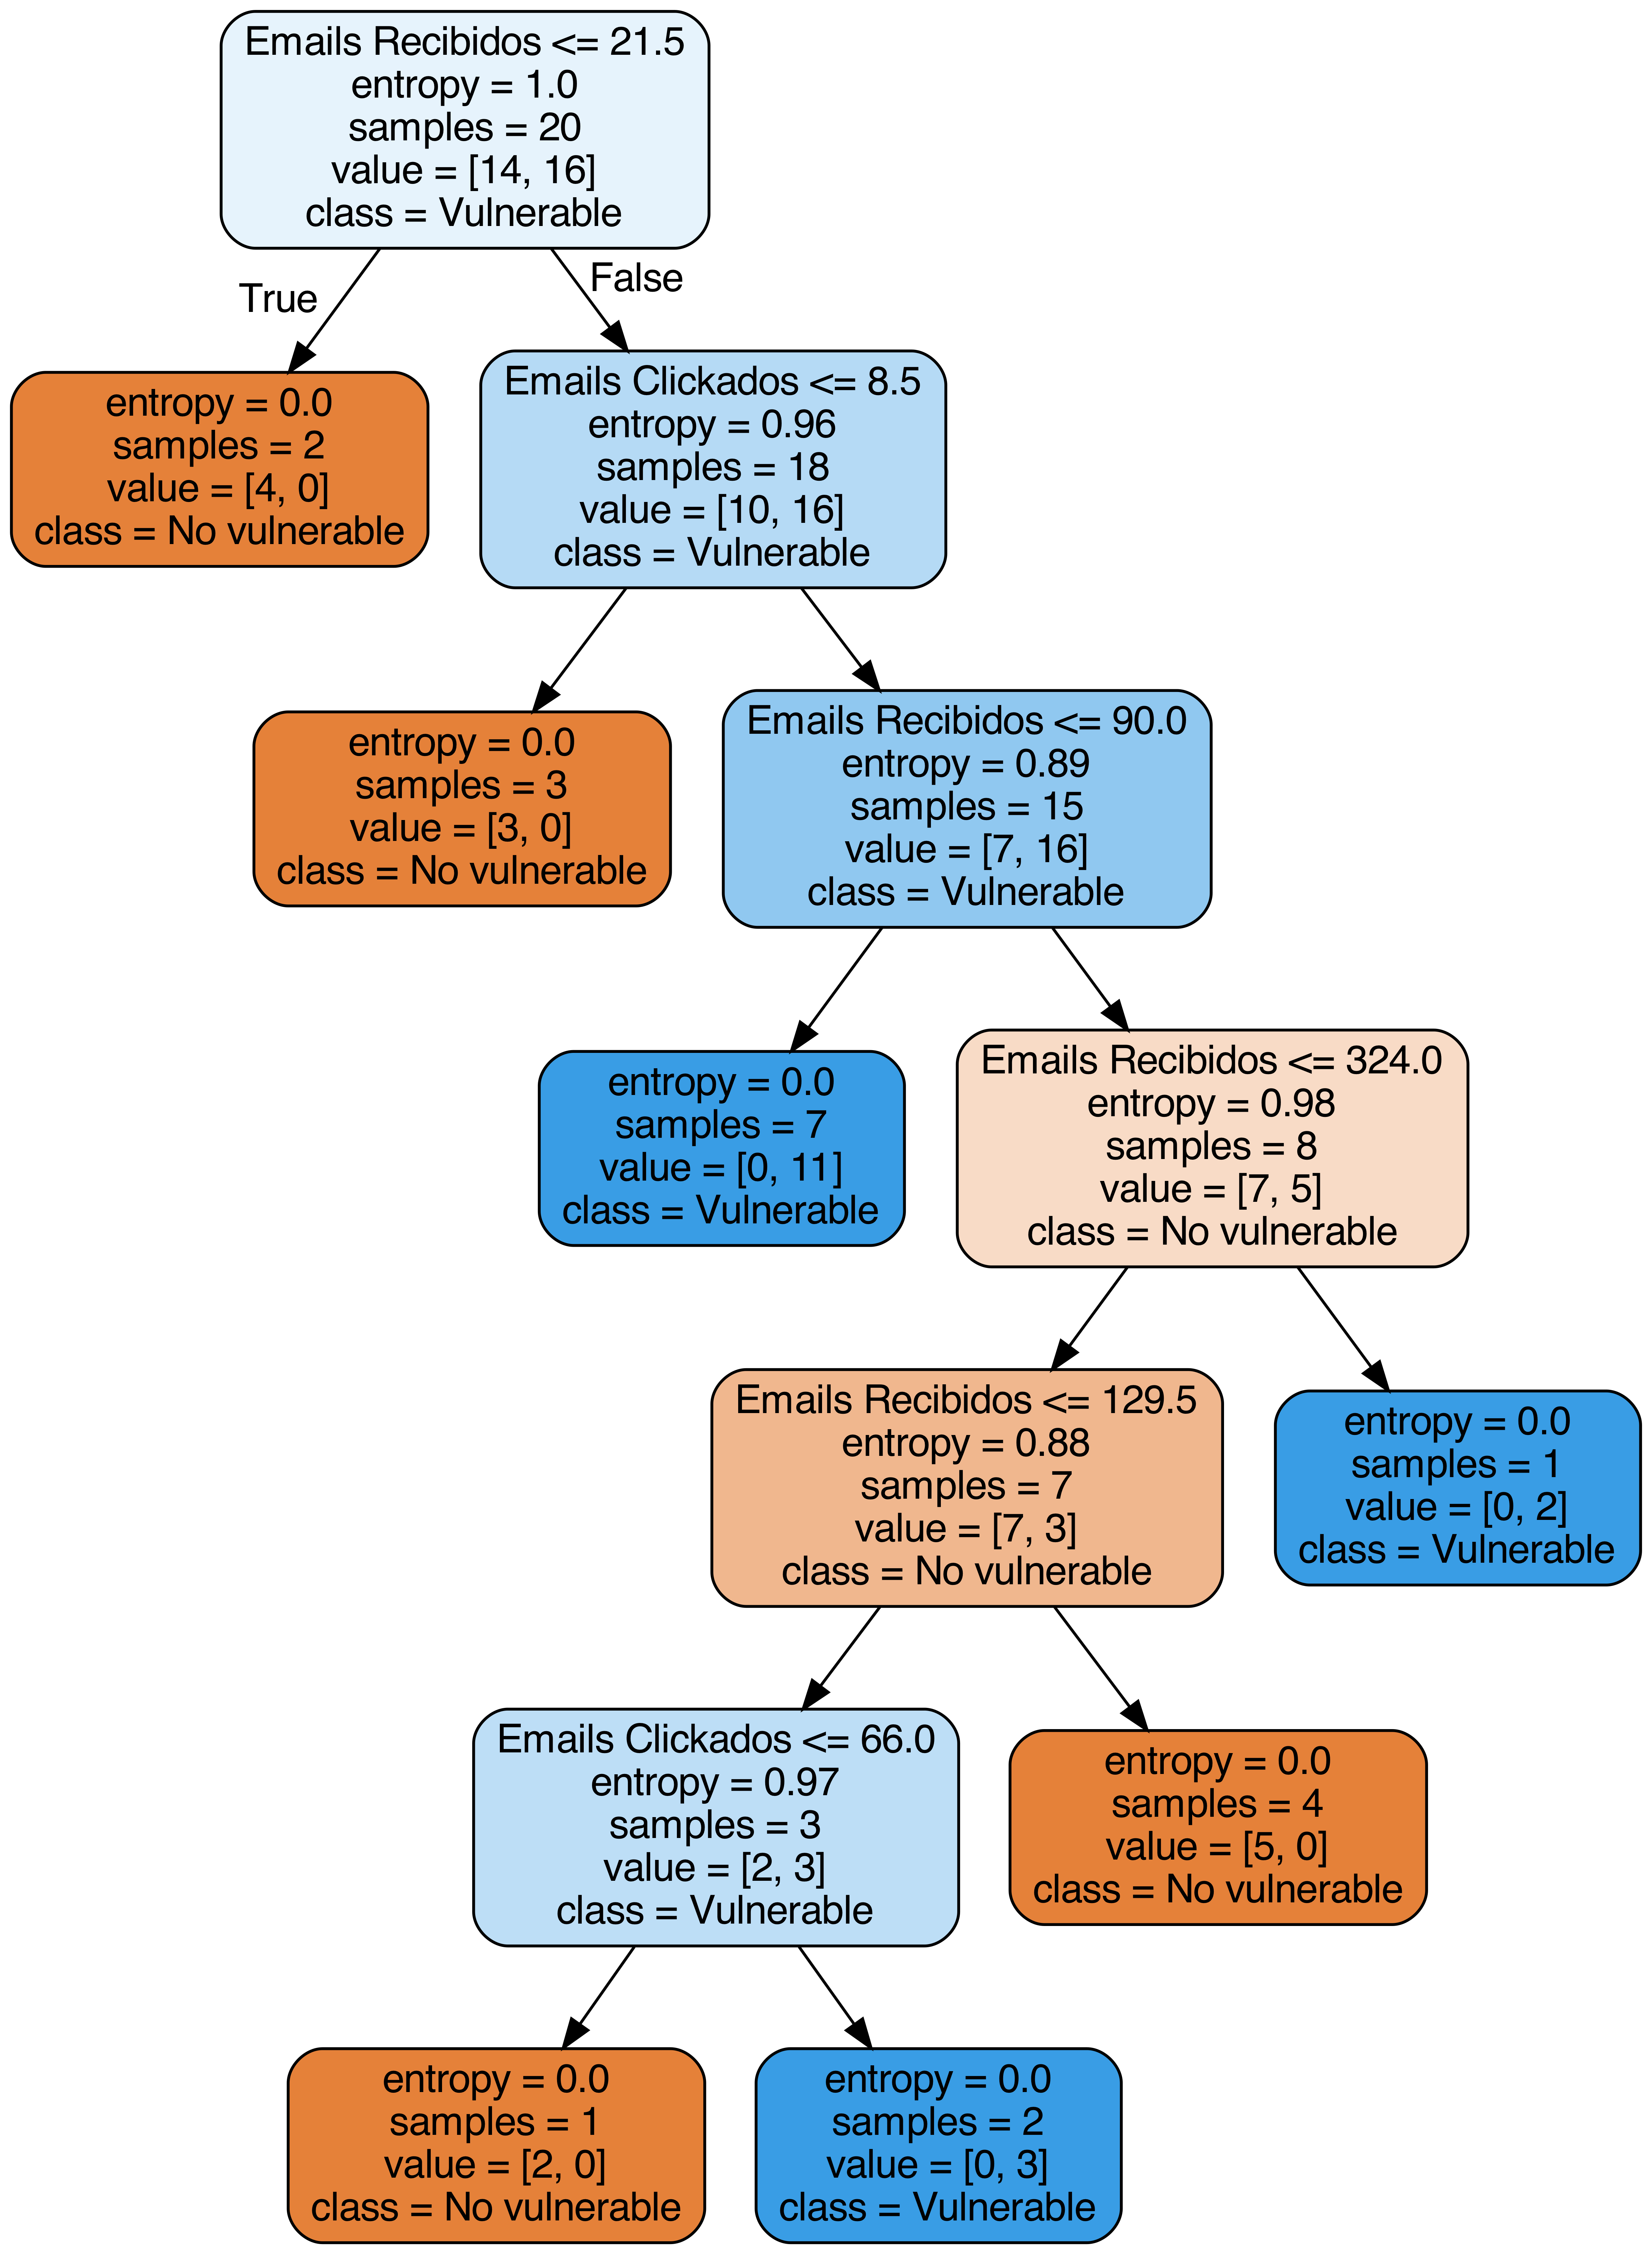 Emails Recibidos <= 21.5
entropy = 1.0
samples = 20
value = [14, 16]
class = Vulnerable
True
False
entropy = 0.0
samples = 2
value = [4, 0]
class = No vulnerable
Emails Clickados <= 8.5
entropy = 0.96
samples = 18
value = [10, 16]
class = Vulnerable
entropy = 0.0
samples = 3
value = [3, 0]
class = No vulnerable
Emails Recibidos <= 90.0
entropy = 0.89
samples = 15
value = [7, 16]
class = Vulnerable
entropy = 0.0
samples = 7
value = [0, 11]
class = Vulnerable
Emails Recibidos <= 324.0
entropy = 0.98
samples = 8
value = [7, 5]
class = No vulnerable
Emails Recibidos <= 129.5
entropy = 0.88
samples = 7
value = [7, 3]
class = No vulnerable
entropy = 0.0
samples = 1
value = [0, 2]
class = Vulnerable
Emails Clickados <= 66.0
entropy = 0.97
samples = 3
value = [2, 3]
class = Vulnerable
entropy = 0.0
samples = 4
value = [5, 0]
class = No vulnerable
entropy = 0.0
samples = 1
value = [2, 0]
class = No vulnerable
entropy = 0.0
samples = 2
value = [0, 3]
class = Vulnerable